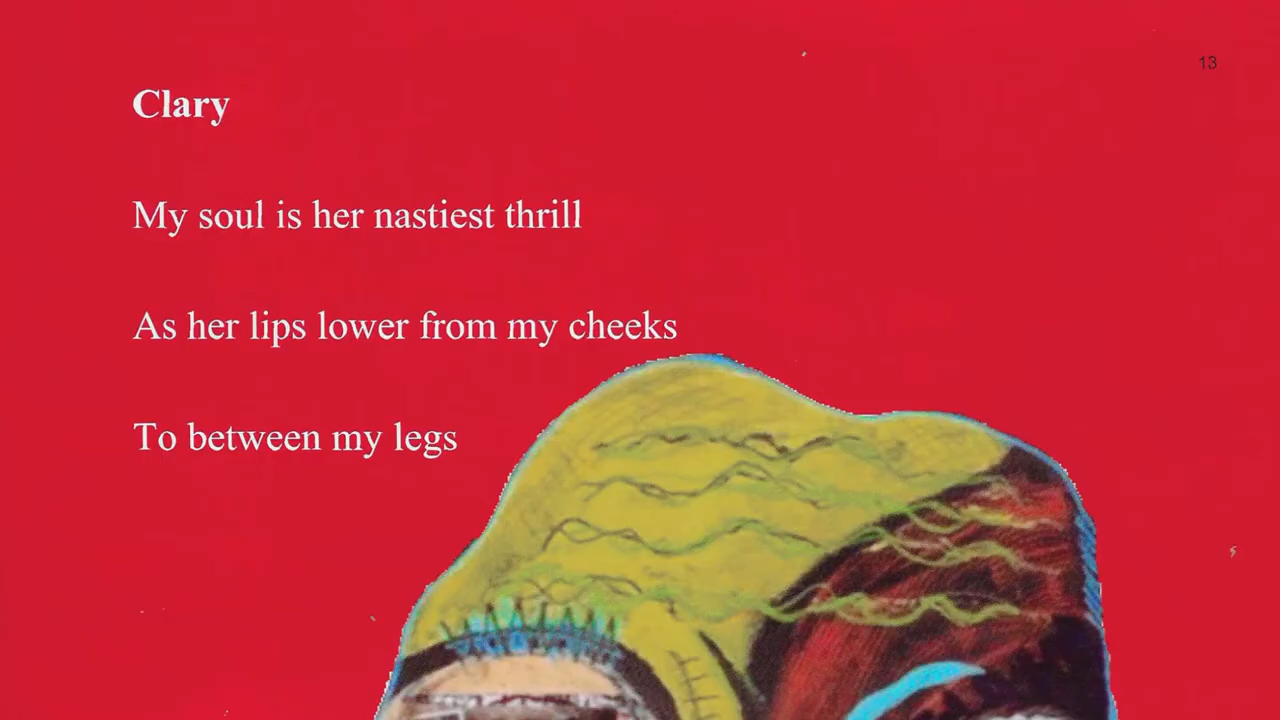 13
Clary
My soul is her nastiest thrill
As her lips lower from my cheeks
To between my legs